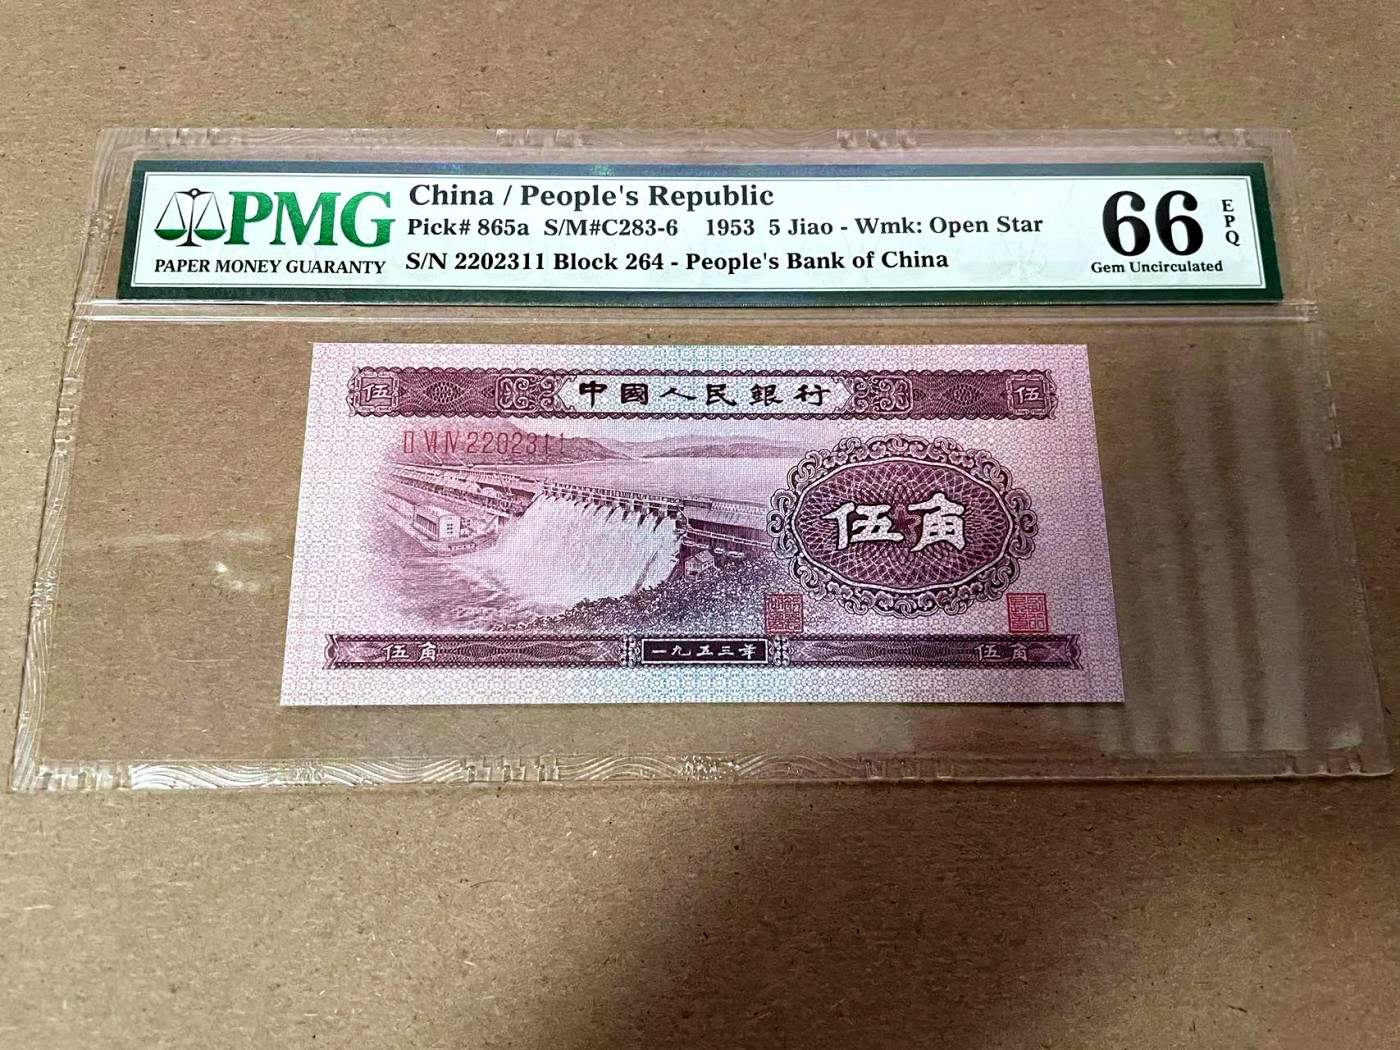 PMG
PAPER MONEY GUARANTY
China / People's Republic
Pick# 865a S/M#C283-6 1953 5 Jiao - Wmk: Open Star
S/N 2202311 Block 264 - People's Bank of China
66
EPQ
Gem Uncirculated
伍 中國人民銀行 伍
II VI IV 2202311
伍角
伍角 一九五三年 伍角